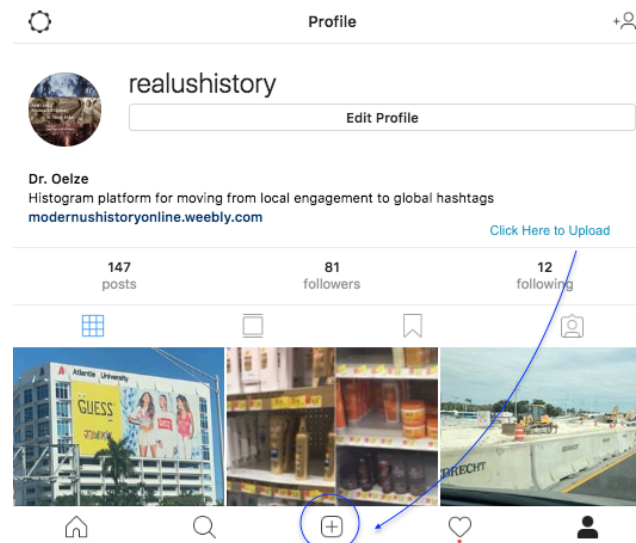 Profile
realushistory
Edit Profile
Dr. Oelze
Histogram platform for moving from local engagement to global hashtags
modernushistoryonline.weebly.com
Click Here to Upload
147
posts
81
followers
12
following
Atlantis University
GUESS
BRECHT